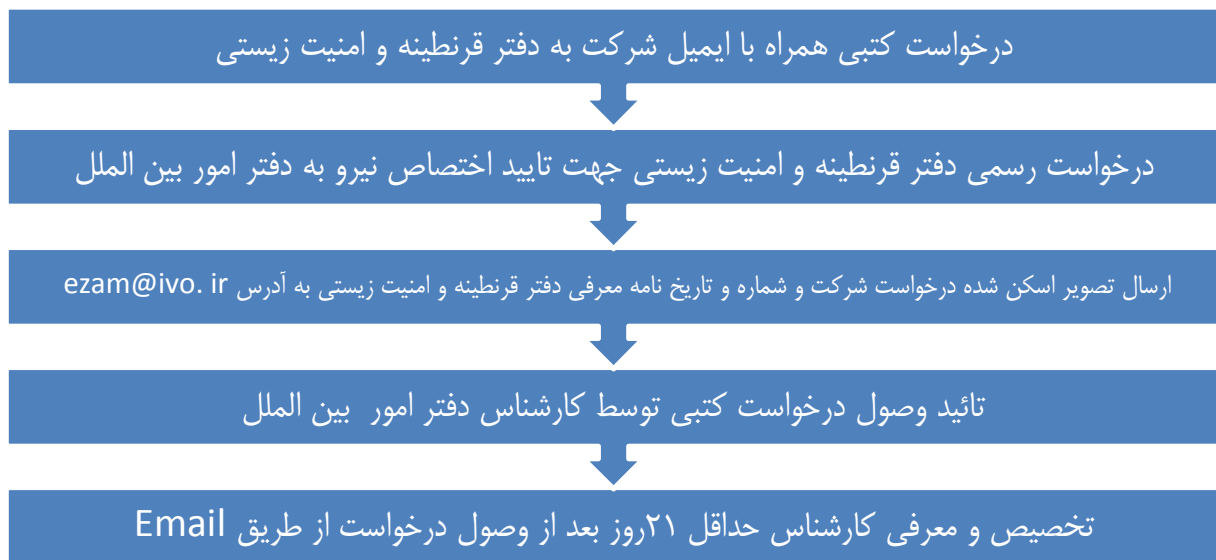 درخواست کتبی همراه با ایمیل شرکت به دفتر قرنطینه و امنیت زیستی
درخواست رسمی دفتر قرنطینه و امنیت زیستی جهت تایید اختصاص نیرو به دفتر امور بین الملل
ارسال تصویر اسکن شده درخواست شرکت و شماره و تاریخ نامه معرفی دفتر قرنطینه و امنیت زیستی به آدرس ezam@ivo. ir
تائید وصول درخواست کتبی توسط کارشناس دفتر امور بین الملل
تخصیص و معرفی کارشناس حداقل ۲۱روز بعد از وصول درخواست از طریق Email